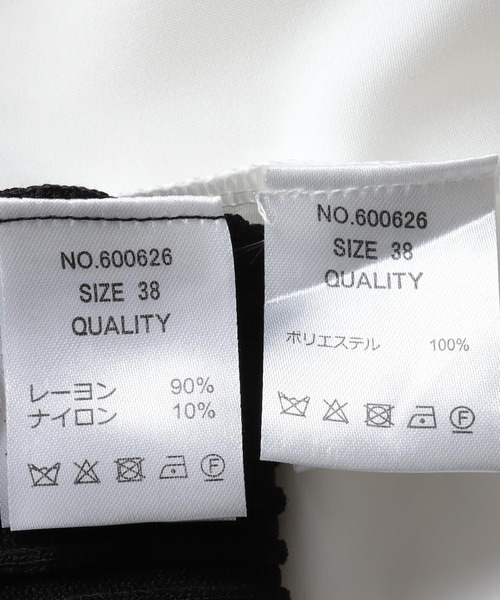 NO.600626
SIZE 38
QUALITY
レーヨン 90%
ナイロン 10%
F
NO.600626
SIZE 38
QUALITY
ポリエステル 100%
F